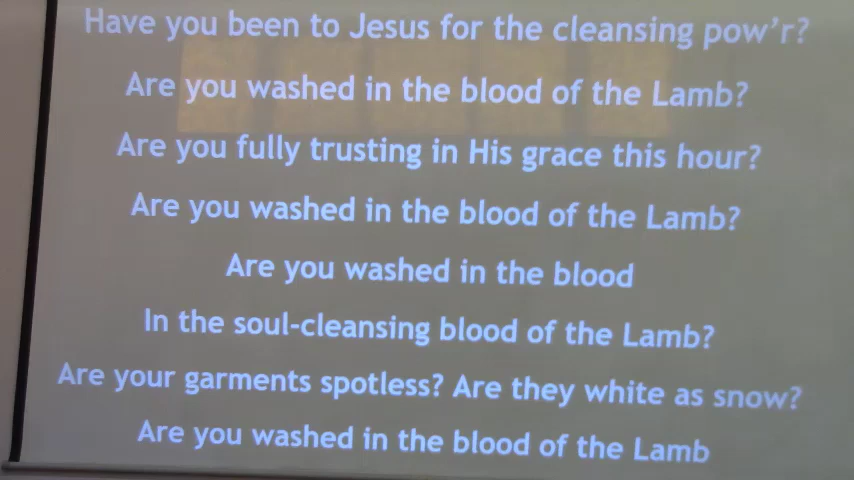 Have you been to Jesus for the cleansing pow'r?
Are you washed in the blood of the Lamb?
Are you fully trusting in His grace this hour?
Are you washed in the blood of the Lamb?
Are you washed in the blood
In the soul-cleansing blood of the Lamb?
Are your garments spotless? Are they white as snow?
Are you washed in the blood of the Lamb